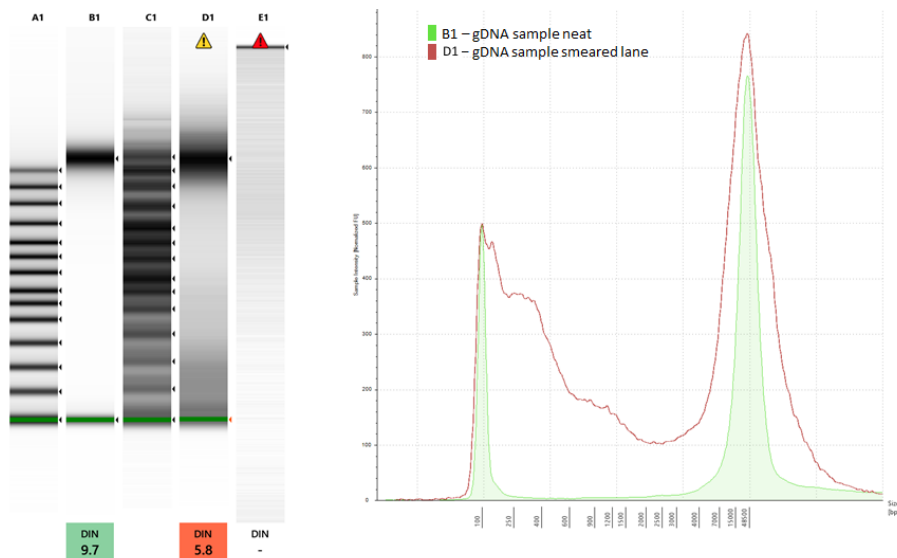 A1 B1 C1 D1 E1
DIN
9.7
DIN
5.8
DIN
-
B1 – gDNA sample neat
D1 – gDNA sample smeared lane
Sample Intensity [Normalized FU]
800
700
600
500
400
300
200
100
0
100 250 400 600 900 1200 1500 2000 2500 3000 4000 7000 15000 48500
Siz
[bp